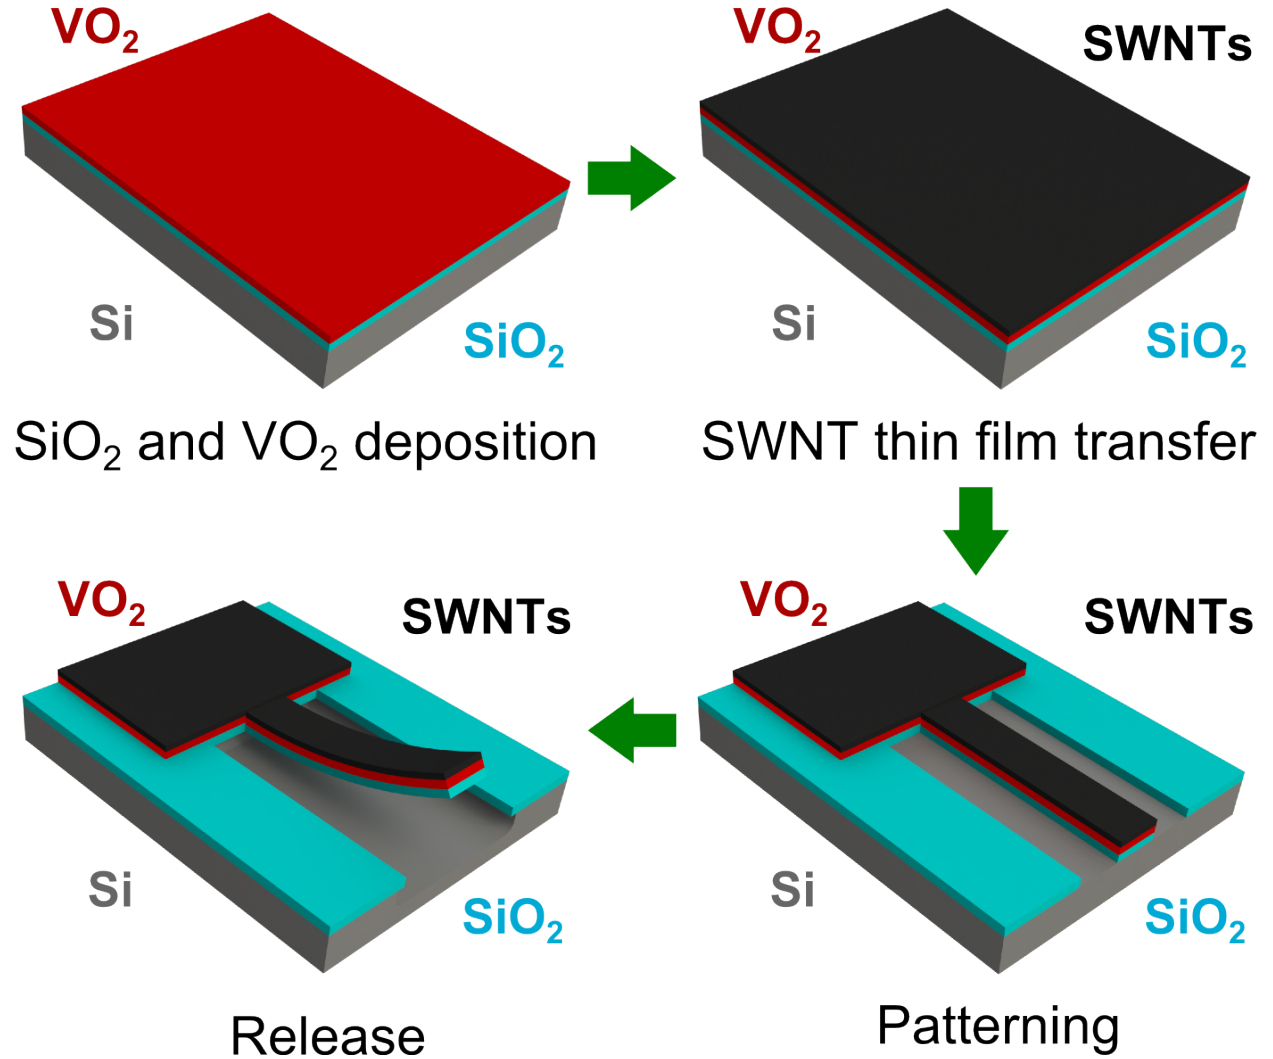 VO₂
VO₂ SWNTs
Si SiO₂
Si SiO₂
SiO₂ and VO₂ deposition
SWNT thin film transfer
VO₂ SWNTs
VO₂ SWNTs
Si SiO₂
Si SiO₂
Release
Patterning